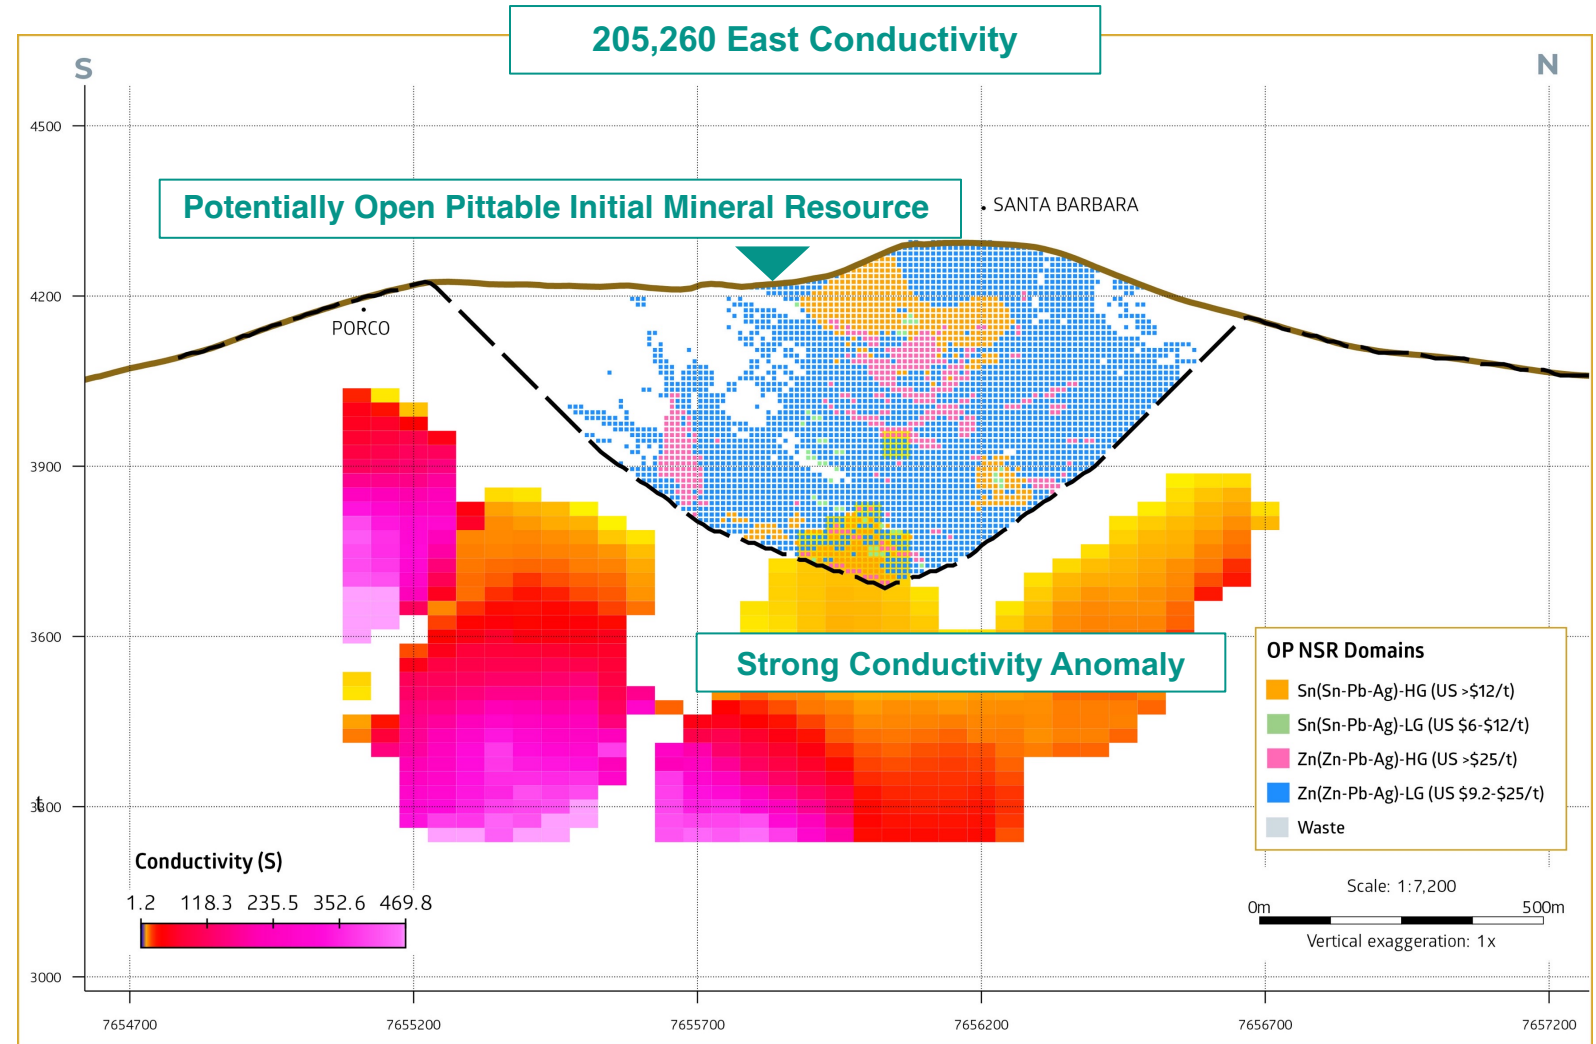 205,260 East Conductivity
S
N
4500
Potentially Open Pittable Initial Mineral Resource
SANTA BARBARA
4200
PORCO
3900
3600
Strong Conductivity Anomaly
OP NSR Domains
Sn(Sn-Pb-Ag)-HG (US >$12/t)
Sn(Sn-Pb-Ag)-LG (US $6-$12/t)
Zn(Zn-Pb-Ag)-HG (US >$25/t)
Zn(Zn-Pb-Ag)-LG (US $9.2-$25/t)
Waste
3300
Conductivity (S)
1.2 118.3 235.5 352.6 469.8
Scale: 1:7,200
0m 500m
Vertical exaggeration: 1x
3000
7654700 7655200 7655700 7656200 7656700 7657200